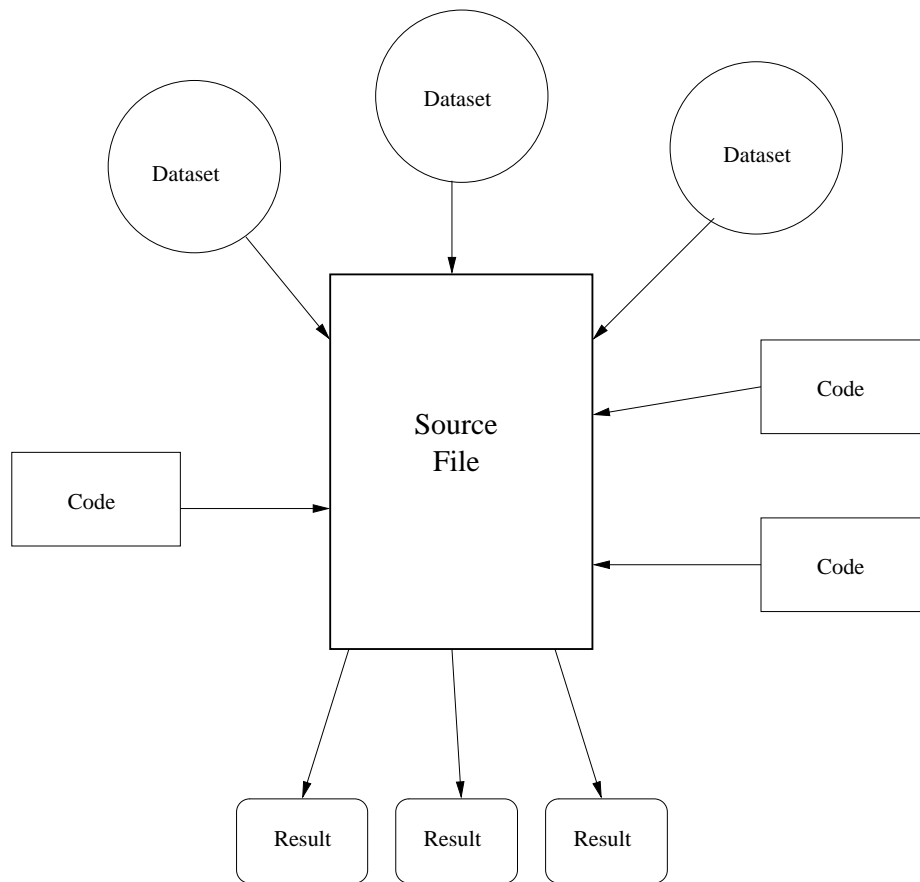 Dataset
Dataset
Dataset
Source
File
Code
Code
Code
Result
Result
Result